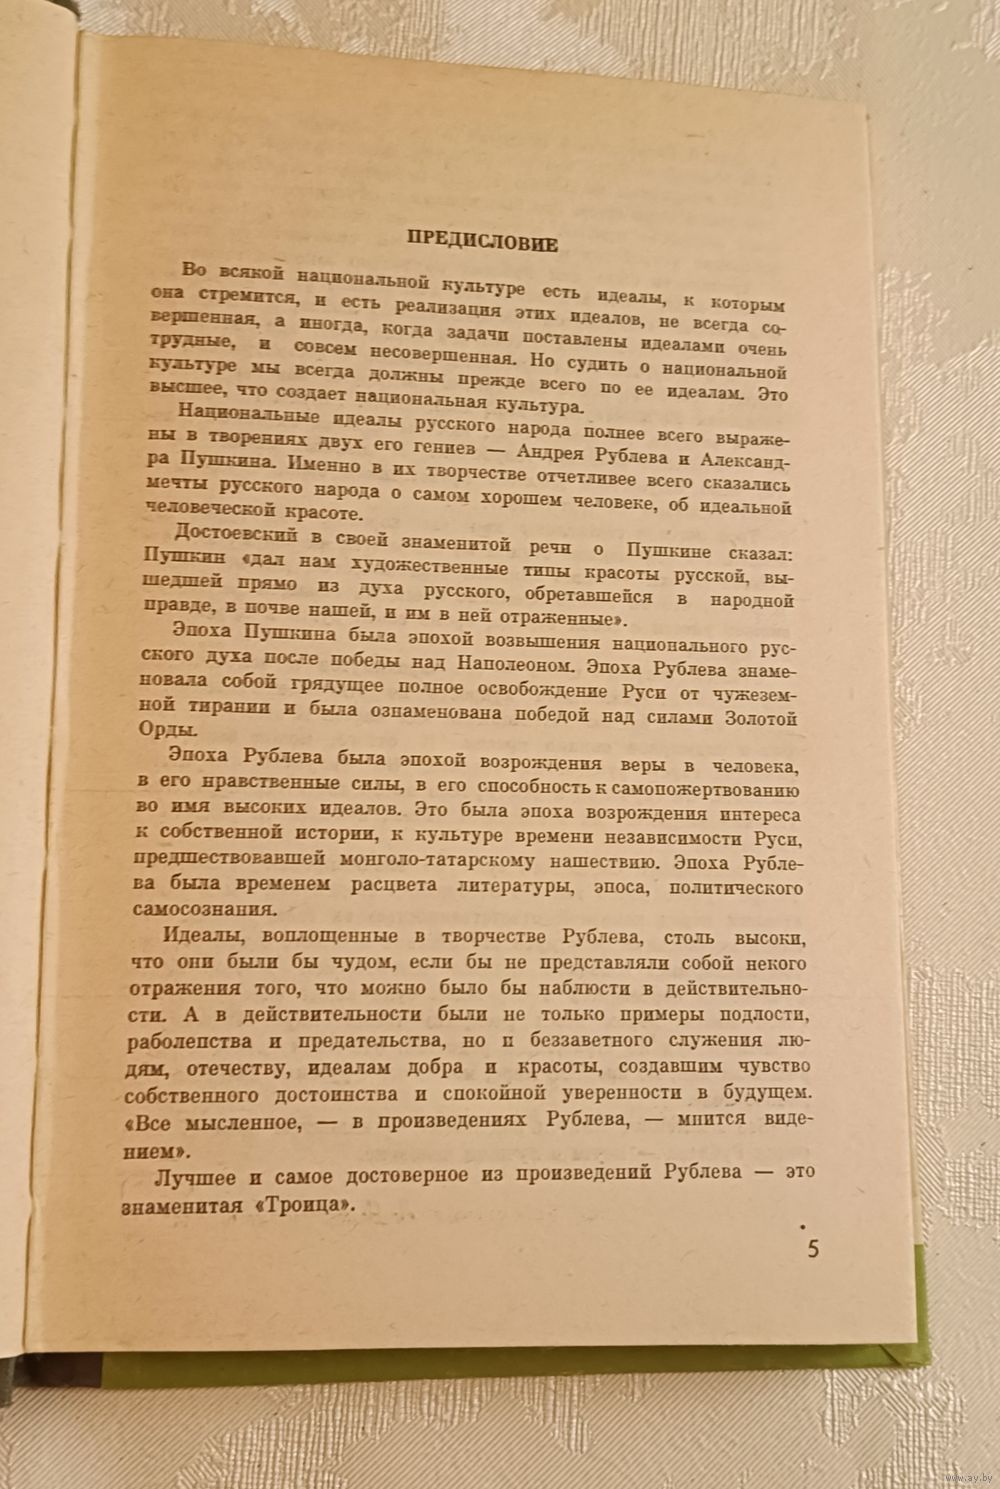 ПРЕДИСЛОВИЕ
Во всякой национальной культуре есть идеалы, к которым
она стремится, и есть реализация этих идеалов, не всегда со-
вершенная, а иногда, когда задачи поставлены идеалами очень
трудные, и совсем несовершенная. Но судить о национальной
культуре мы всегда должны прежде всего по ее идеалам. Это
высшее, что создает национальная культура.
Национальные идеалы русского народа полнее всего выраже-
ны в творениях двух его гениев — Андрея Рублева и Александ-
ра Пушкина. Именно в их творчестве отчетливее всего сказались
мечты русского народа о самом хорошем человеке, об идеальной
человеческой красоте.
Достоевский в своей знаменитой речи о Пушкине сказал:
Пушкин «дал нам художественные типы красоты русской, вы-
шедшей прямо из духа русского, обретавшейся в народной
правде, в почве нашей, и им в ней отраженные».
Эпоха Пушкина была эпохой возвышения национального рус-
ского духа после победы над Наполеоном. Эпоха Рублева знаме-
новала собой грядущее полное освобождение Руси от чужезем-
ной тирании и была ознаменована победой над силами Золотой
Орды.
Эпоха Рублева была эпохой возрождения веры в человека,
в его нравственные силы, в его способность к самопожертвованию
во имя высоких идеалов. Это была эпоха возрождения интереса
к собственной истории, к культуре времени независимости Руси,
предшествовавшей монголо-татарскому нашествию. Эпоха Рубле-
ва была временем расцвета литературы, эпоса, политического
самосознания.
Идеалы, воплощенные в творчестве Рублева, столь высоки,
что они были бы чудом, если бы не представляли собой некого
отражения того, что можно было бы наблюсти в действительно-
сти. А в действительности были не только примеры подлости,
раболепства и предательства, но и беззаветного служения лю-
дям, отечеству, идеалам добра и красоты, создавшим чувство
собственного достоинства и спокойной уверенности в будущем.
«Все мысленное, — в произведениях Рублева, — мнится виде-
нием».
Лучшее и самое достоверное из произведений Рублева — это
знаменитая «Троица».
5
www.ay.by